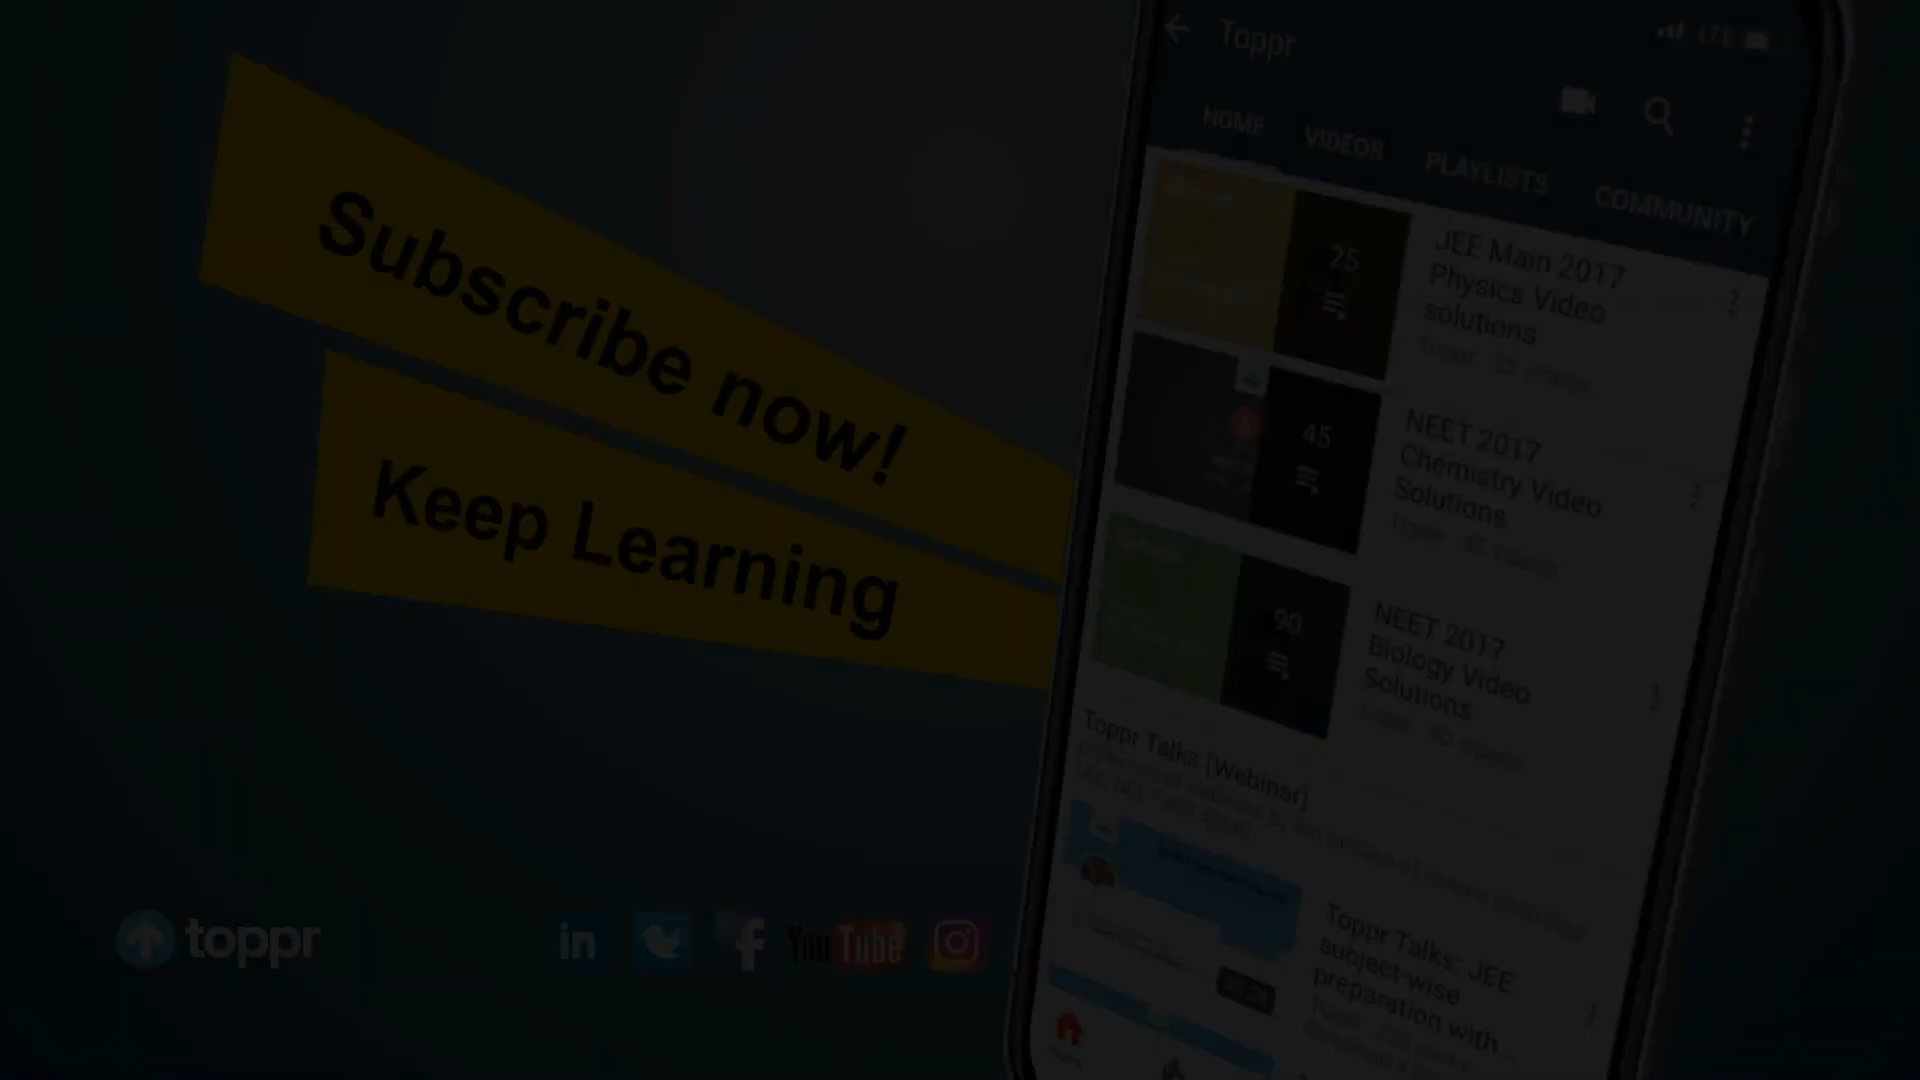 Subscribe now!
Keep Learning
toppr
in
f
YouTube
Toppr
LTE
HOME
VIDEOS
PLAYLISTS
COMMUNITY
25
JEE Main 2017
Physics Video
solutions
45
NEET 2017
Chemistry Video
Solutions
90
NEET 2017
Biology Video
Solutions
Toppr Talks (Webinar)
Toppr Talks: JEE
subject-wise
preparation with...